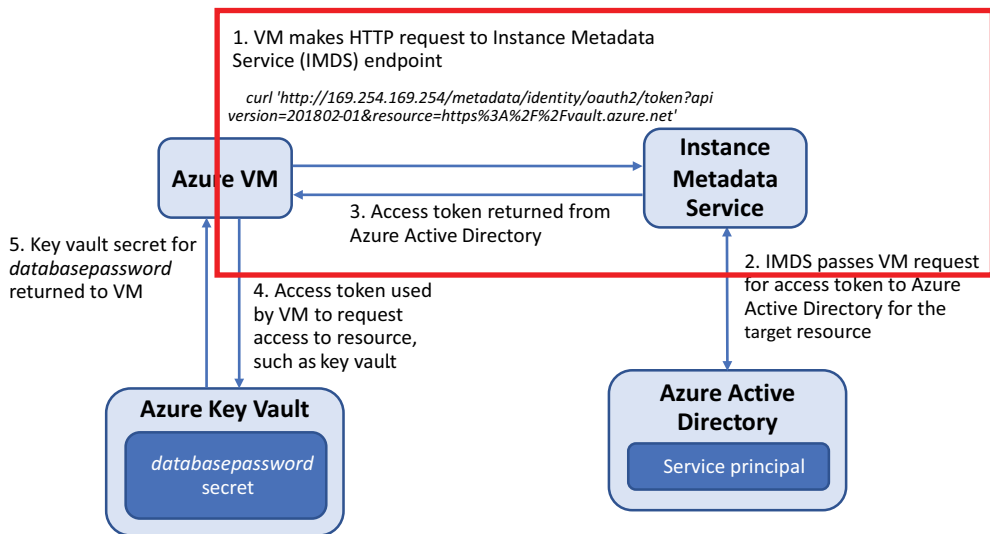 1. VM makes HTTP request to Instance Metadata
Service (IMDS) endpoint
curl 'http://169.254.169.254/metadata/identity/oauth2/token?api
version=201802-01&resource=https%3A%2F%2Fvault.azure.net'
Azure VM
Instance
Metadata
Service
3. Access token returned from
Azure Active Directory
5. Key vault secret for
databasepassword
returned to VM
4. Access token used
by VM to request
access to resource,
such as key vault
2. IMDS passes VM request
for access token to Azure
Active Directory for the
target resource
Azure Key Vault
databasepassword
secret
Azure Active
Directory
Service principal